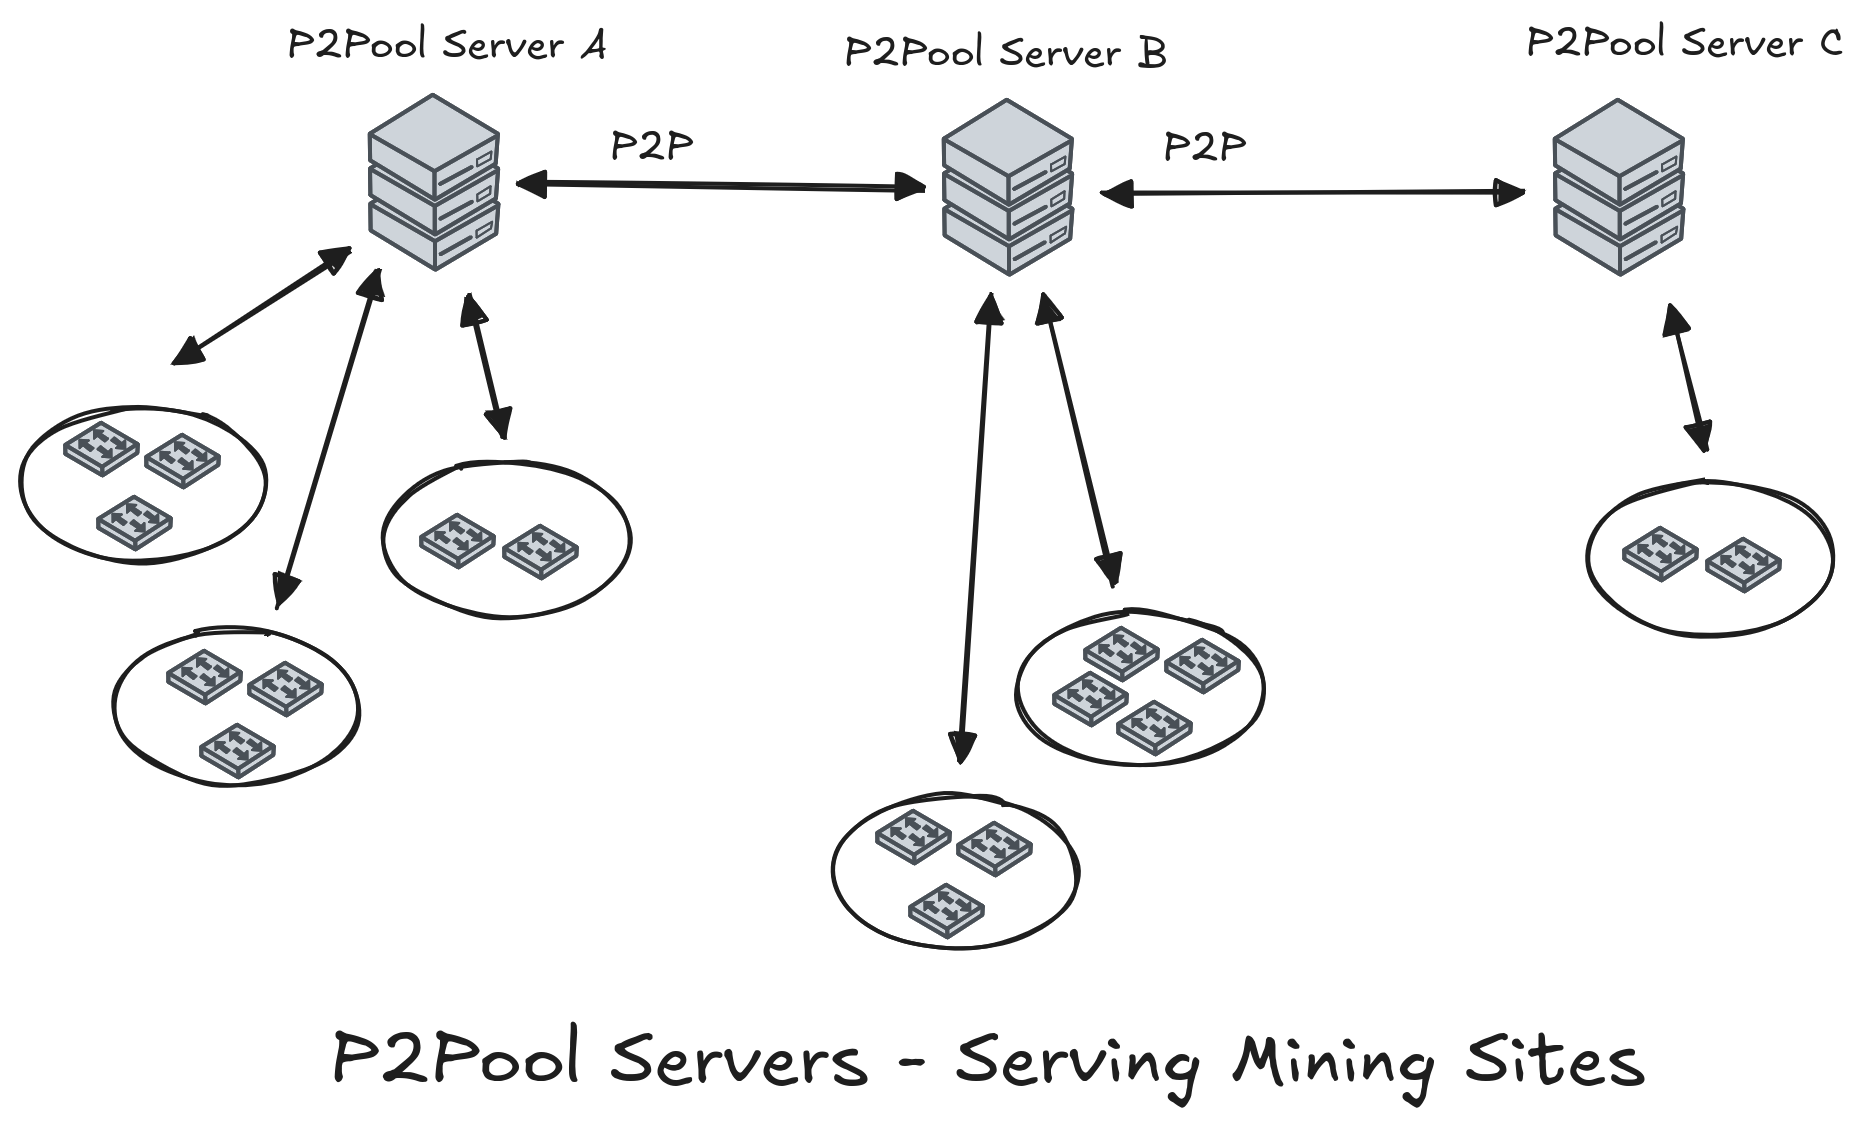 P2Pool Server A
P2Pool Server B
P2Pool Server C
P2P
P2P
P2Pool Servers - Serving Mining Sites